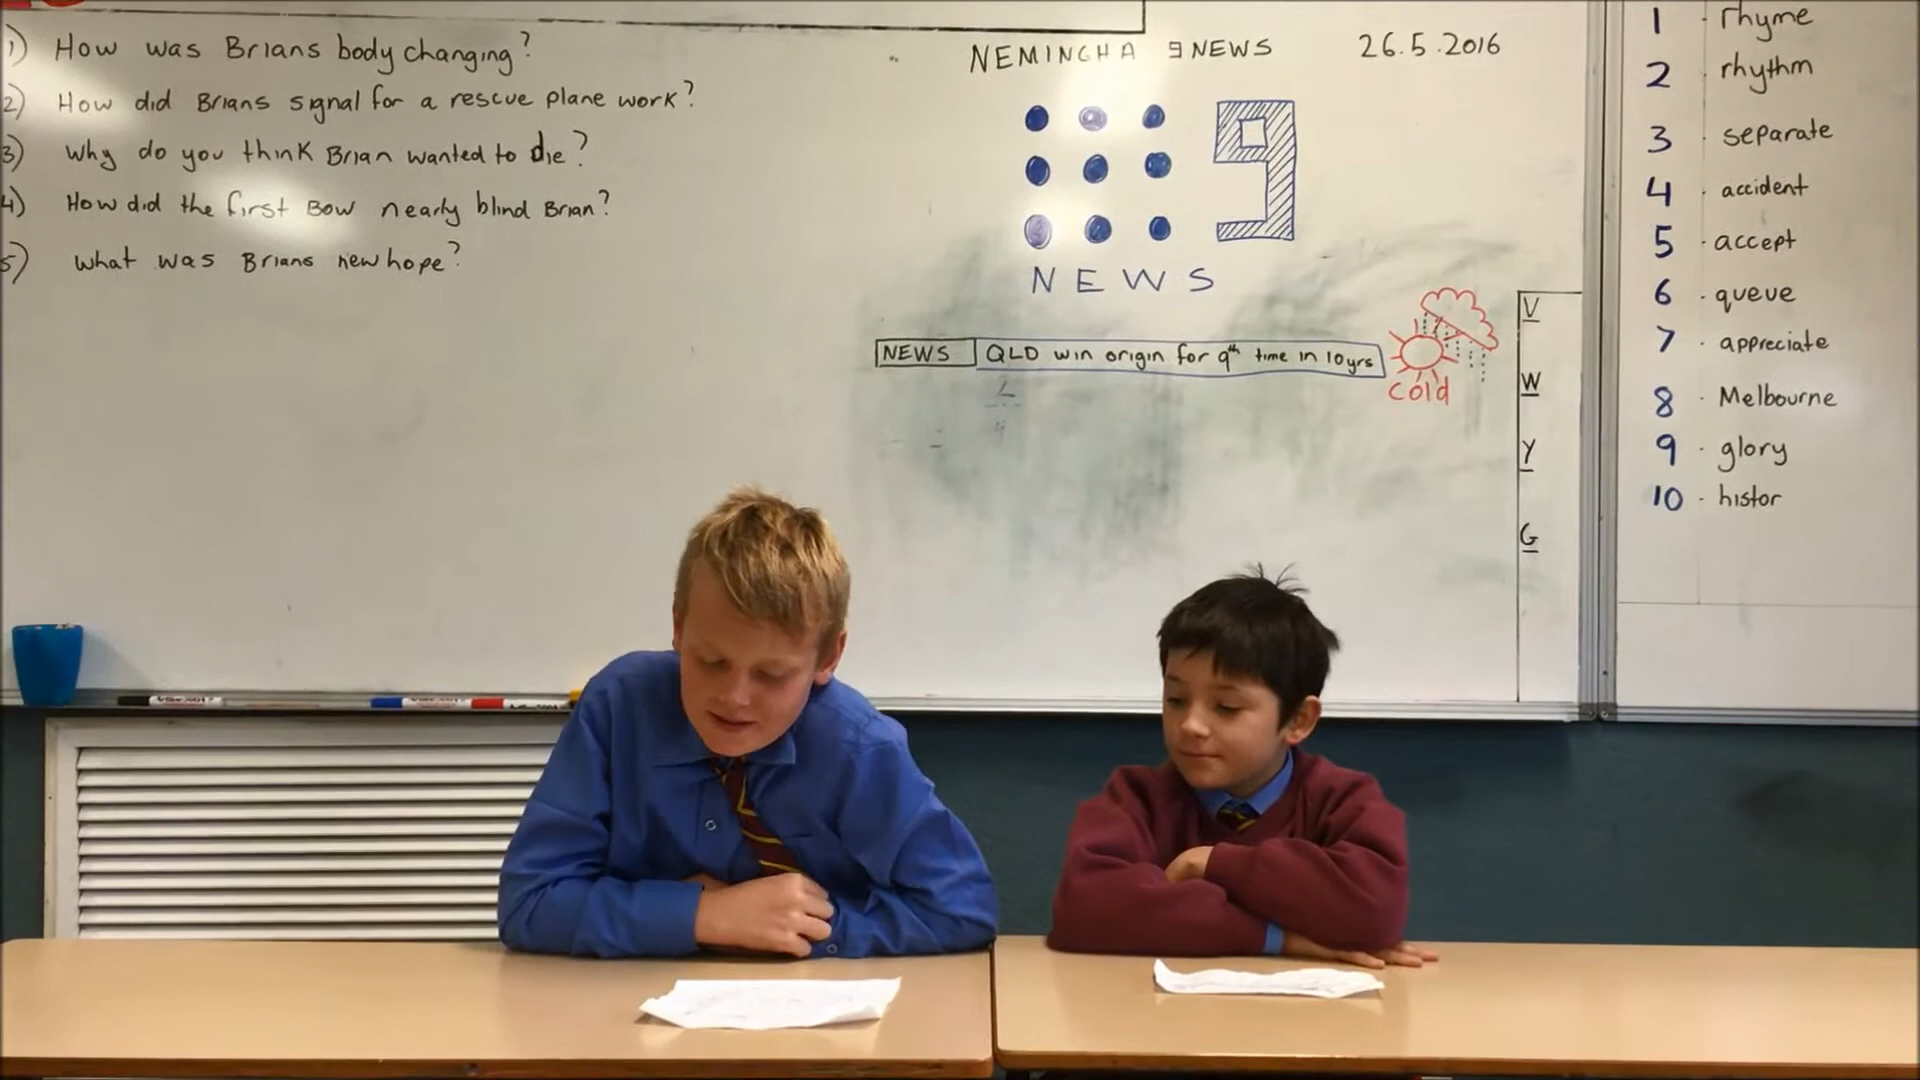 1) How was Brians body changing?
2) How did Brians signal for a rescue plane work?
3) Why do you think Brian wanted to die?
4) How did the first Bow nearly blind Brian?
5) What was Brians new hope?
NEMINGHA 9 NEWS 26.5.2016
9
NEWS
NEWS QLD win origin for 9th time in 10yrs
cold
V
W
Y
G
1 - rhyme
2 - rhythm
3 - separate
4 - accident
5 - accept
6 - queue
7 - appreciate
8 - Melbourne
9 - glory
10 - histor